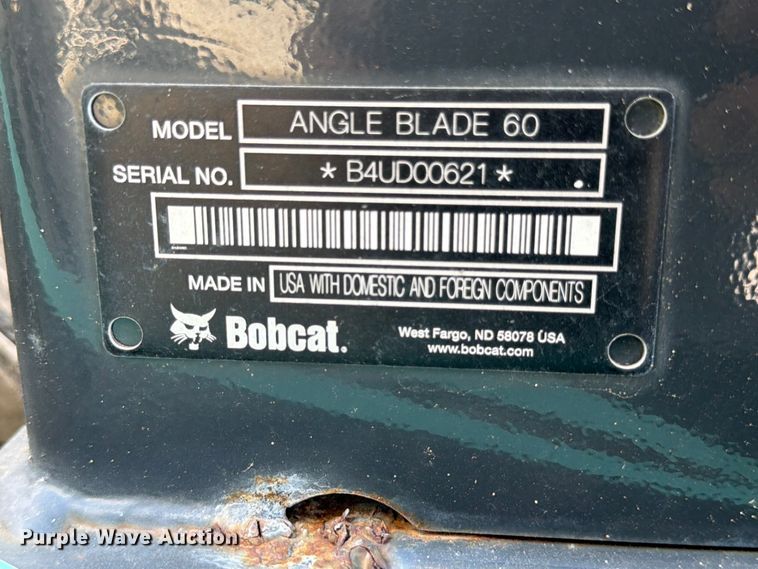 MODEL ANGLE BLADE 60
SERIAL NO. *B4UD00621* .
MADE IN USA WITH DOMESTIC AND FOREIGN COMPONENTS
Bobcat.
West Fargo, ND 58078 USA
www.bobcat.com
Purple Wave Auction